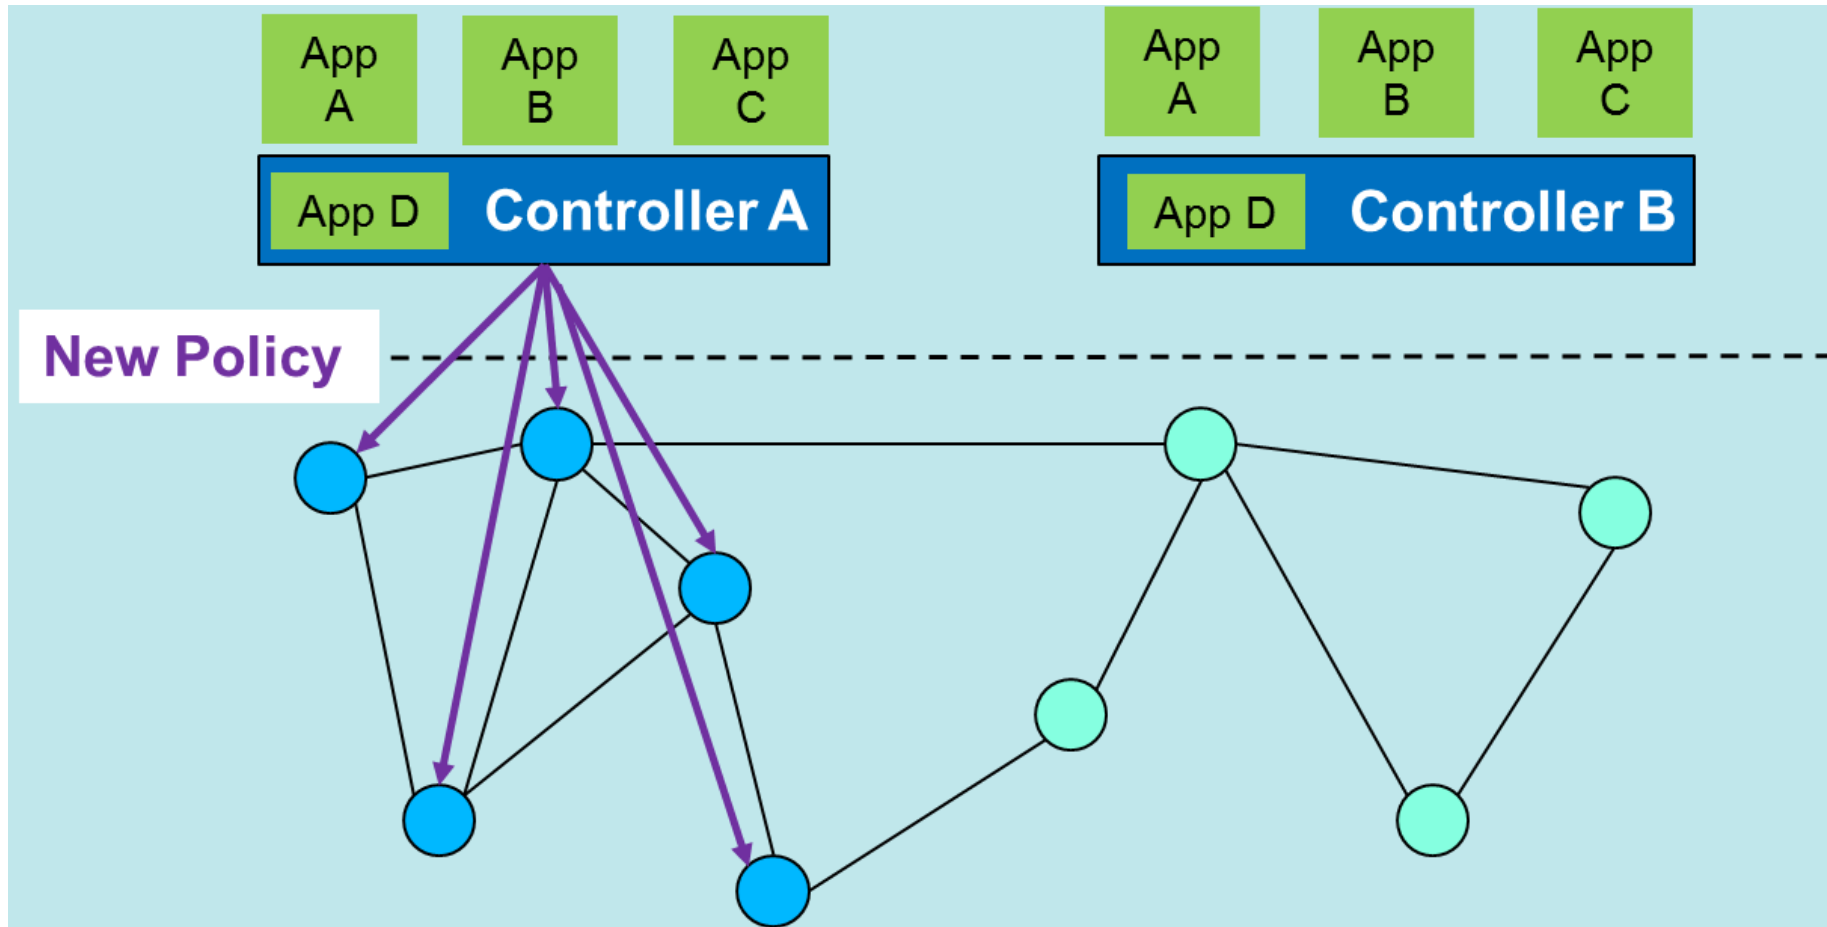 App
A
App
B
App
C
App
A
App
B
App
C
App D
Controller A
App D
Controller B
New Policy